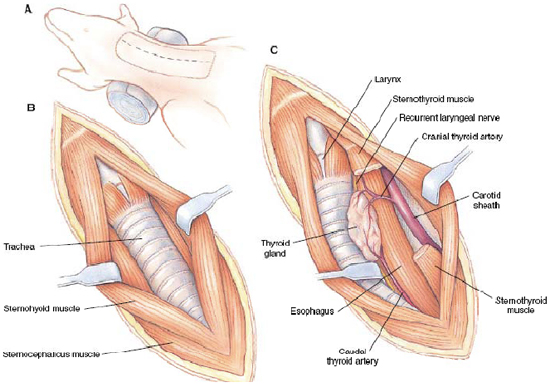 A
B
Trachea
Sternohyoid muscle
Sternocephalicus muscle
C
Larynx
Sternothyroid muscle
Recurrent laryngeal nerve
Cranial thyroid artery
Carotid
sheath
Thyroid
gland
Esophagus
Sternothyroid
muscle
Caudal
thyroid artery